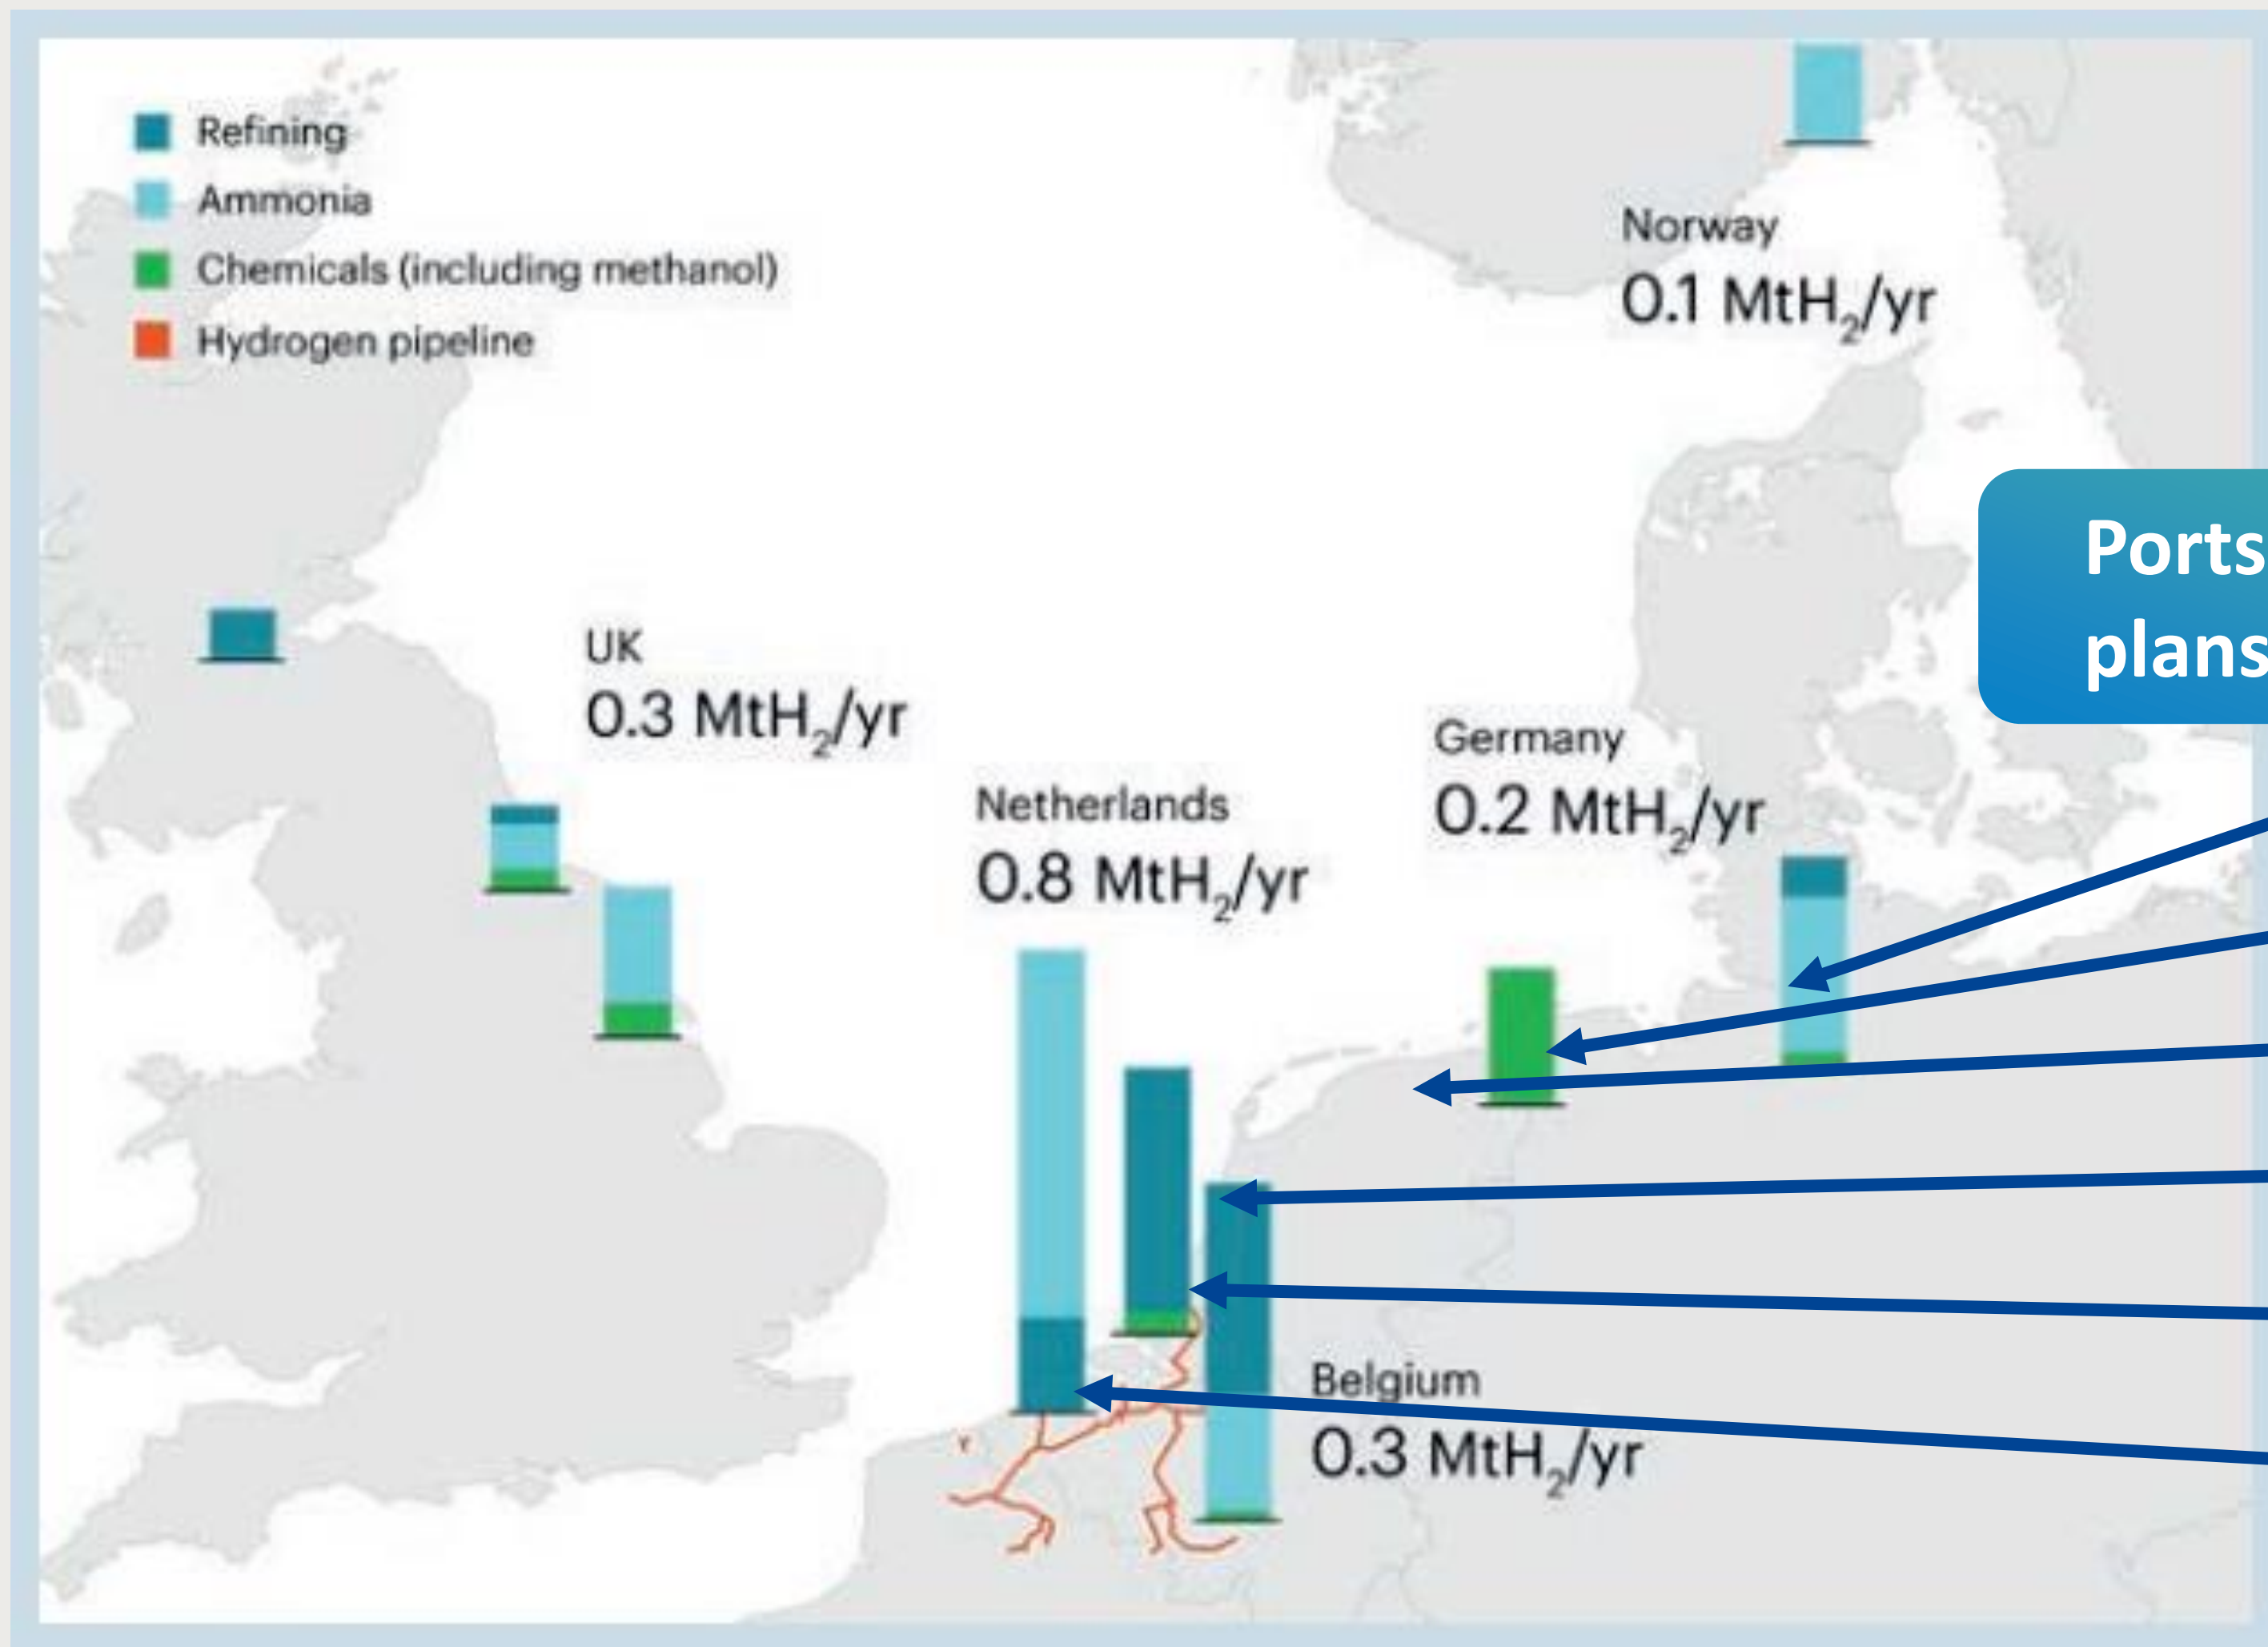 Refining
Ammonia
Chemicals (including methanol)
Hydrogen pipeline
Norway
0.1 MtH₂/yr
Ports
plans
UK
0.3 MtH₂/yr
Germany
0.2 MtH₂/yr
Netherlands
0.8 MtH₂/yr
Belgium
0.3 MtH₂/yr